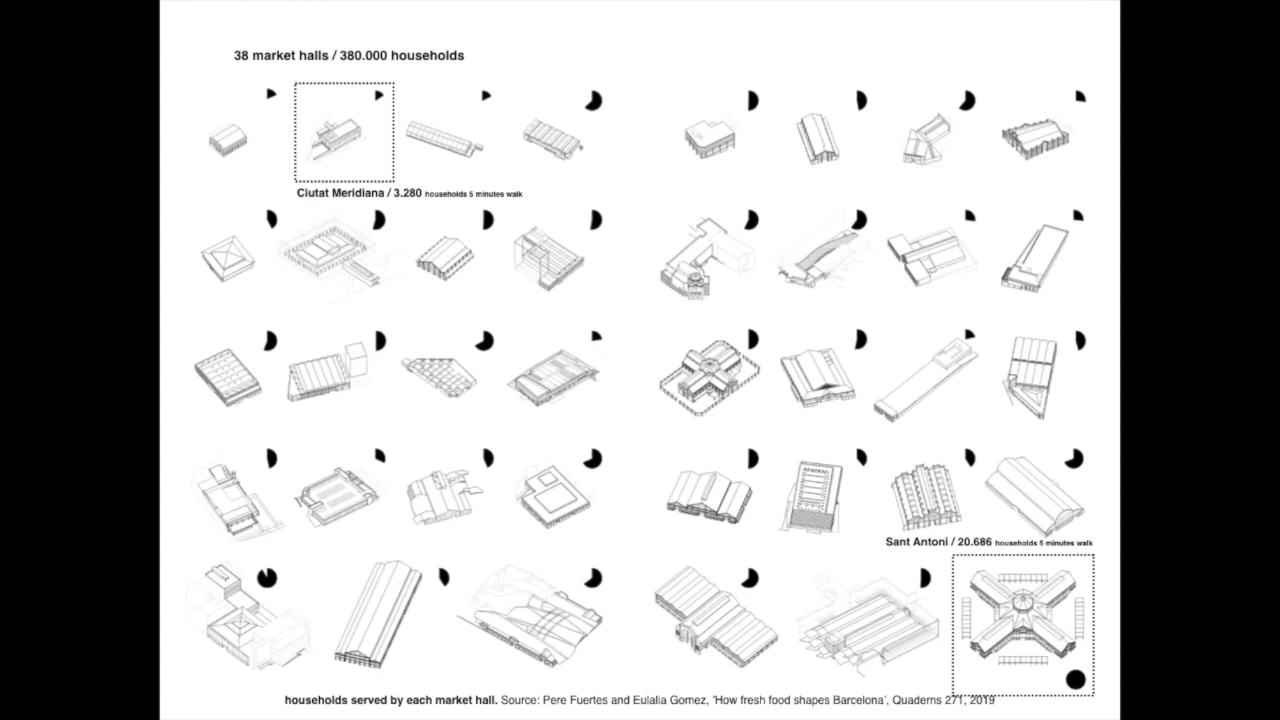 38 market halls / 380.000 households
Ciutat Meridiana / 3.280 households 5 minutes walk
Sant Antoni / 20.686 households 5 minutes walk
households served by each market hall. Source: Pere Fuertes and Eulalia Gomez, 'How fresh food shapes Barcelona', Quaderns 271, 2019